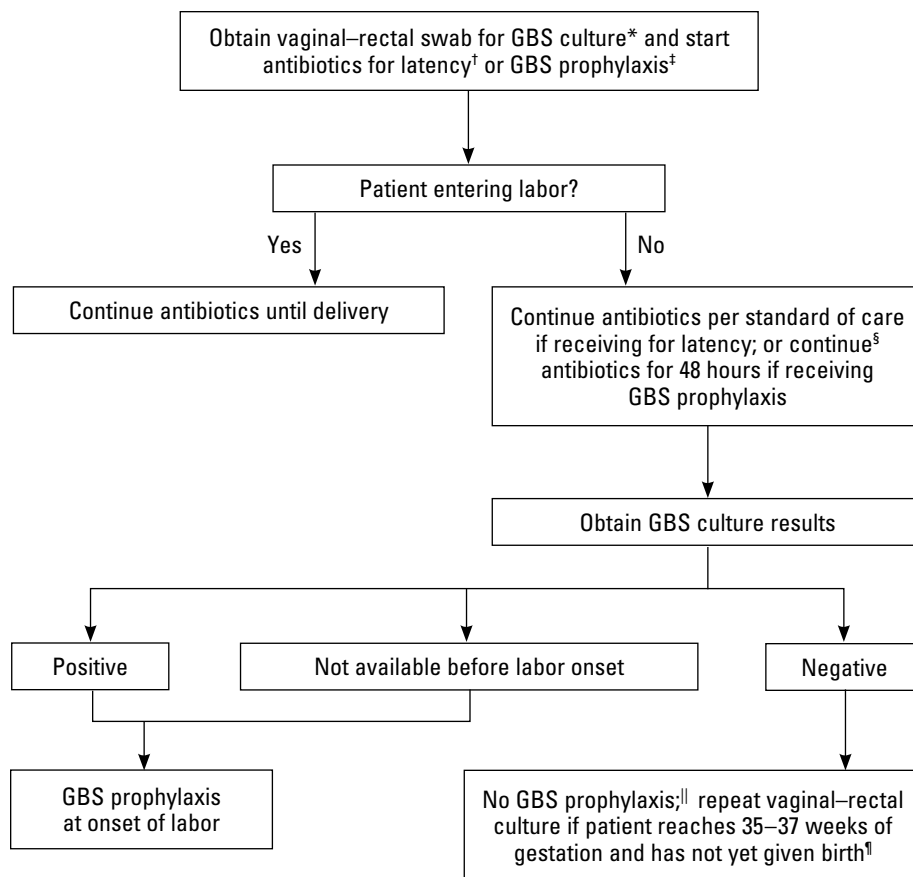 Obtain vaginal–rectal swab for GBS culture* and start
antibiotics for latency† or GBS prophylaxis‡
Patient entering labor?
Yes
No
Continue antibiotics until delivery
Continue antibiotics per standard of care
if receiving for latency; or continue§
antibiotics for 48 hours if receiving
GBS prophylaxis
Obtain GBS culture results
Positive
Not available before labor onset
Negative
GBS prophylaxis
at onset of labor
No GBS prophylaxis;|| repeat vaginal–rectal
culture if patient reaches 35–37 weeks of
gestation and has not yet given birth¶